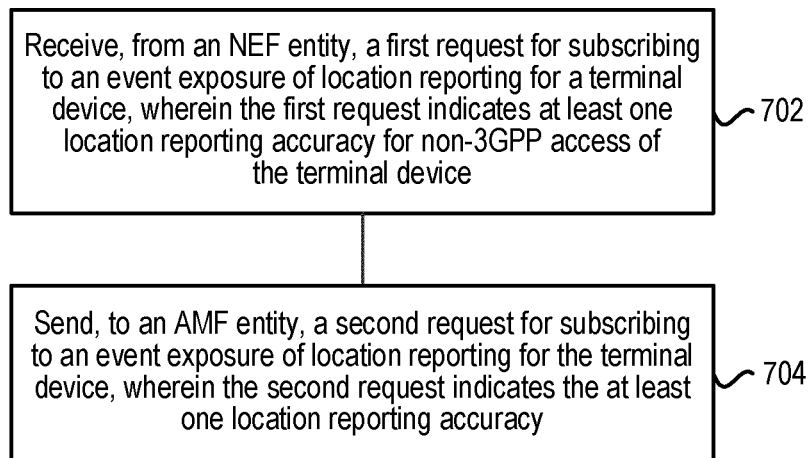 Receive, from an NEF entity, a first request for subscribing
to an event exposure of location reporting for a terminal
device, wherein the first request indicates at least one
location reporting accuracy for non-3GPP access of
the terminal device
702
Send, to an AMF entity, a second request for subscribing
to an event exposure of location reporting for the terminal
device, wherein the second request indicates the at least
one location reporting accuracy
704